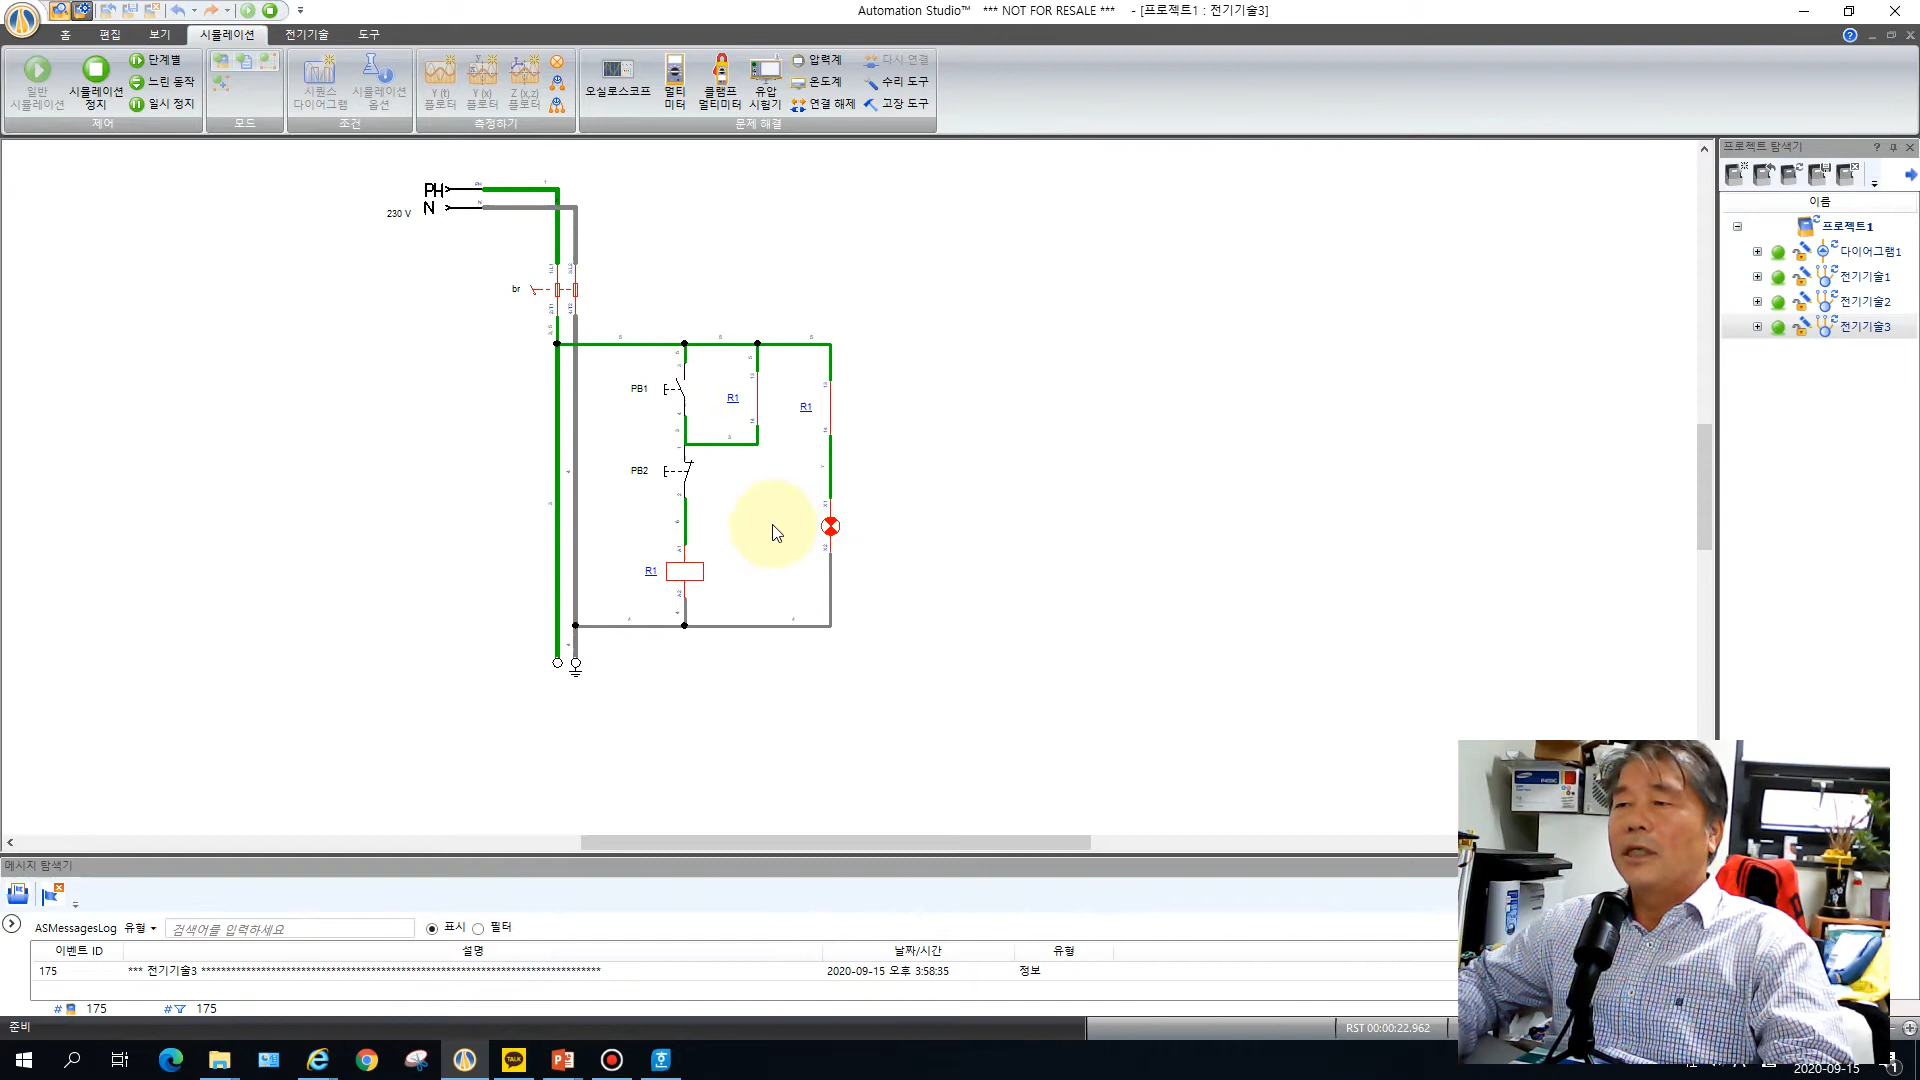 Automation Studio™ *** NOT FOR RESALE *** - [프로젝트1 : 전기기술3]
홈 편집 보기 시뮬레이션 전기기술 도구
일반 시뮬레이션
시뮬레이션 정지
단계별
느린 동작
일시 정지
제어
모드
시퀀스 다이어그램
시뮬레이션 옵션
조건
Y (t) 플로터
Y (x) 플로터
Z (x,z) 플로터
측정하기
오실로스코프
멀티 미터
클램프 멀티미터
유압 시험기
압력계
온도계
연결 해제
다시 연결
수리 도구
고장 도구
문제 해결
프로젝트 탐색기
이름
프로젝트1
다이어그램1
전기기술1
전기기술2
전기기술3
PH
N
230 V
br
PB1
R1
R1
PB2
R1
메시지 탐색기
ASMessagesLog 유형 검색어를 입력하세요 표시 필터
이벤트 ID 설명 날짜/시간 유형
175 *** 전기기술3 ******************************************************************************** 2020-09-15 오후 3:58:35 정보
# 175 # 175
준비
RST 00:00:22.962
TALK
2020-09-15